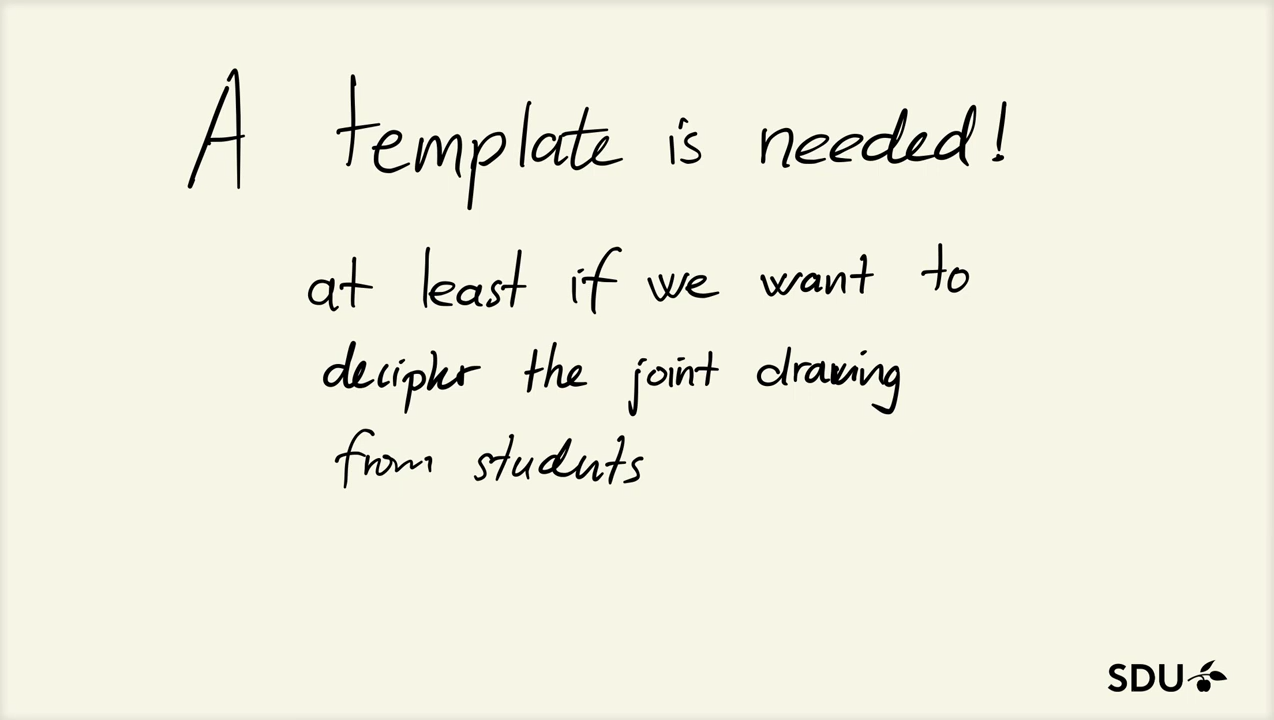 A template is needed!
at least if we want to
decipher the joint drawing
from students
SDU